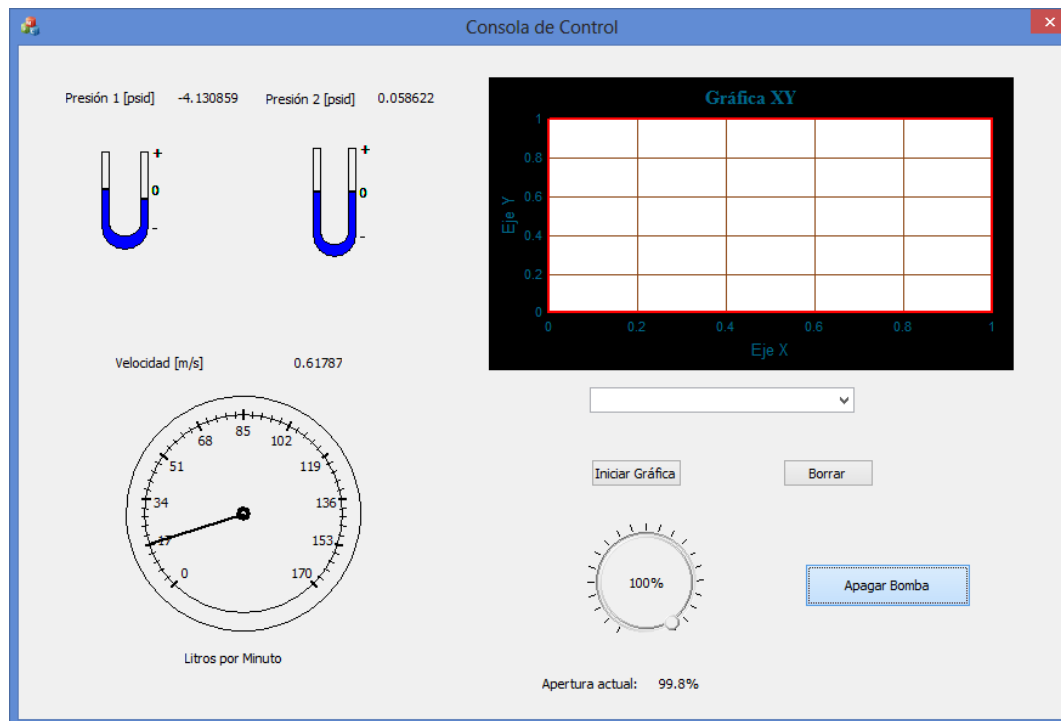 Consola de Control
Presión 1 [psid] -4.130859 Presión 2 [psid] 0.058622
+
0
-
+
0
-
Gráfica XY
1
0.8
0.6
0.4
0.2
0
Eje Y
0 0.2 0.4 0.6 0.8 1
Eje X
Velocidad [m/s] 0.61787
85
68 102
51 119
34 136
17 153
0 170
Litros por Minuto
Iniciar Gráfica Borrar
100%
Apagar Bomba
Apertura actual: 99.8%